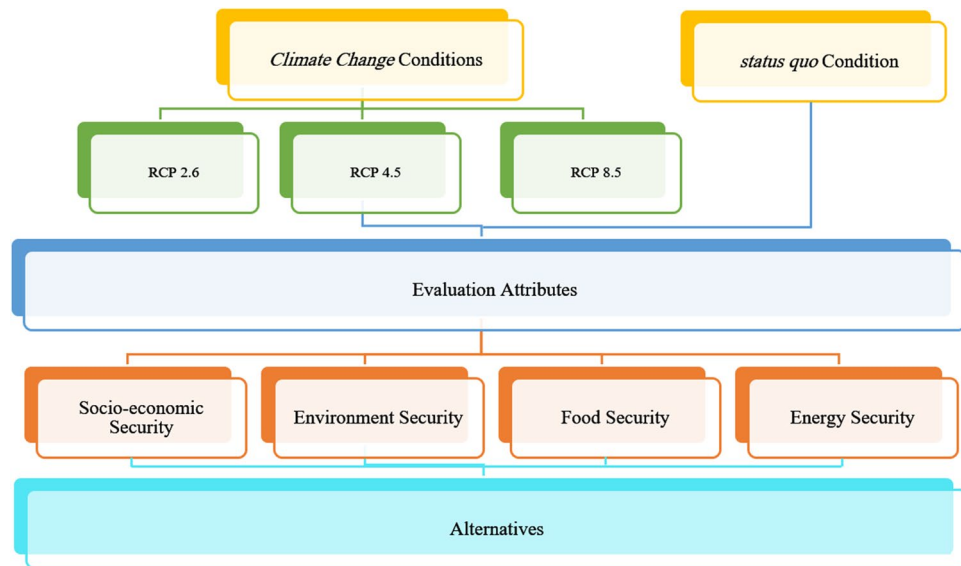 Climate Change Conditions
status quo Condition
RCP 2.6
RCP 4.5
RCP 8.5
Evaluation Attributes
Socio-economic
Security
Environment Security
Food Security
Energy Security
Alternatives